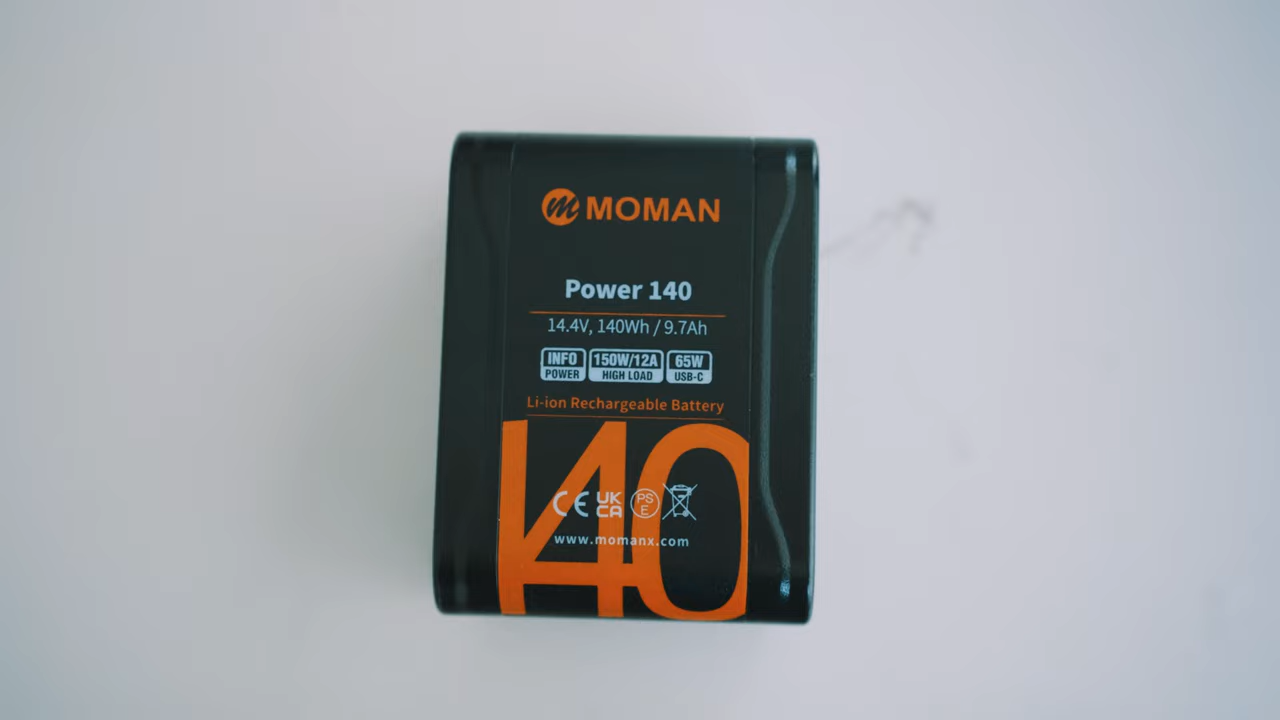 m MOMAN
Power 140
14.4V, 140Wh / 9.7Ah
INFO 150W/12A 65W
POWER HIGH LOAD USB-C
Li-ion Rechargeable Battery
140
CE UK CA PS E
www.momanx.com